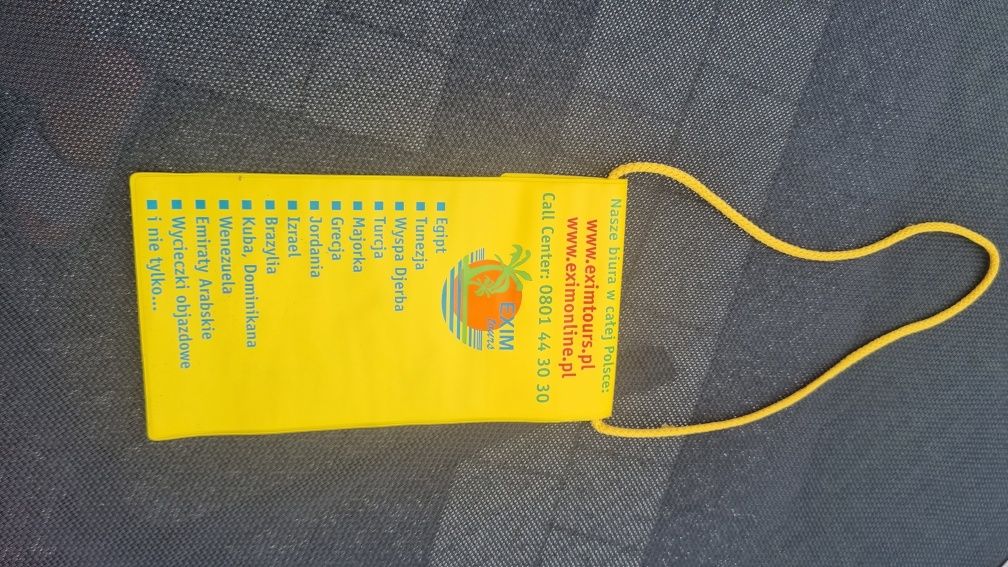 Nasze biura w całej Polsce:
www.eximtours.pl
www.eximonline.pl
Call Center: 0801 44 30 30
EXIM
tours
Egipt
Tunezja
Wyspa Djerba
Turcja
Majorka
Grecja
Jordania
Izrael
Brazylia
Kuba, Dominikana
Wenezuela
Emiraty Arabskie
Wycieczki objazdowe
i nie tylko...